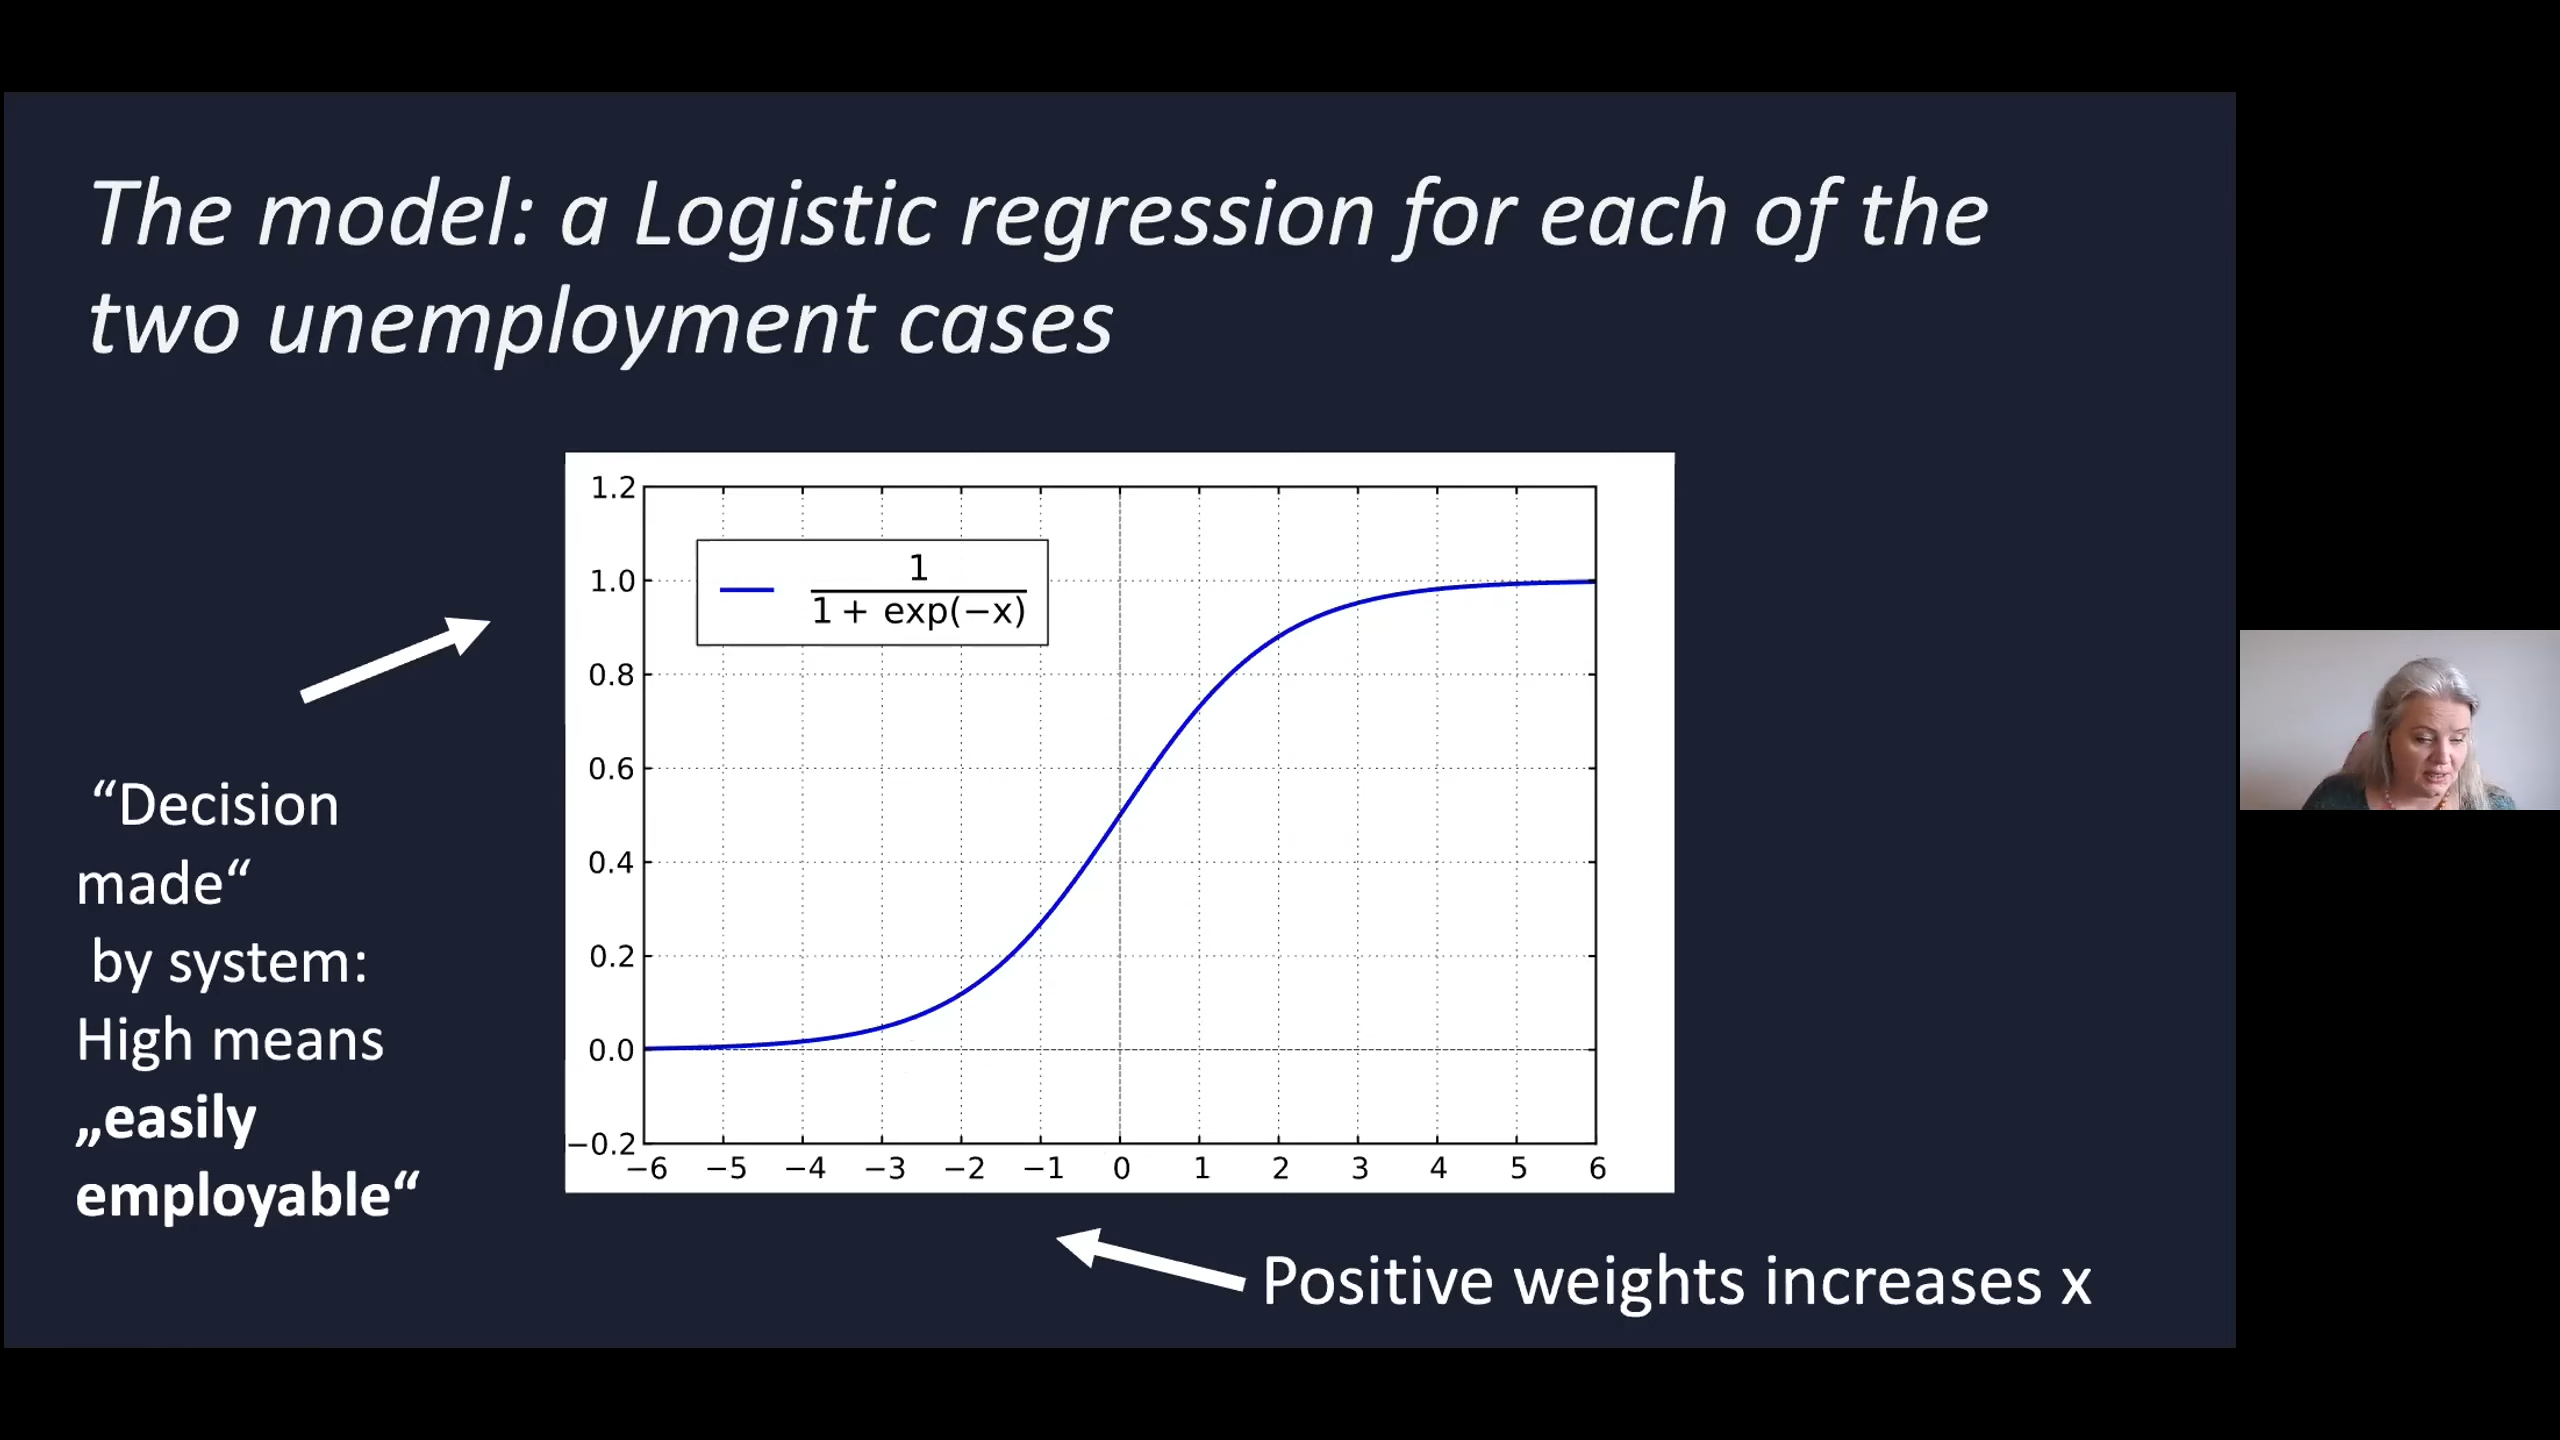 The model: a Logistic regression for each of the
two unemployment cases
1.2
1.0
0.8
0.6
0.4
0.2
0.0
−0.2
1
1 + exp(−x)
−6 −5 −4 −3 −2 −1 0 1 2 3 4 5 6
“Decision
made“
by system:
High means
„easily
employable“
Positive weights increases x